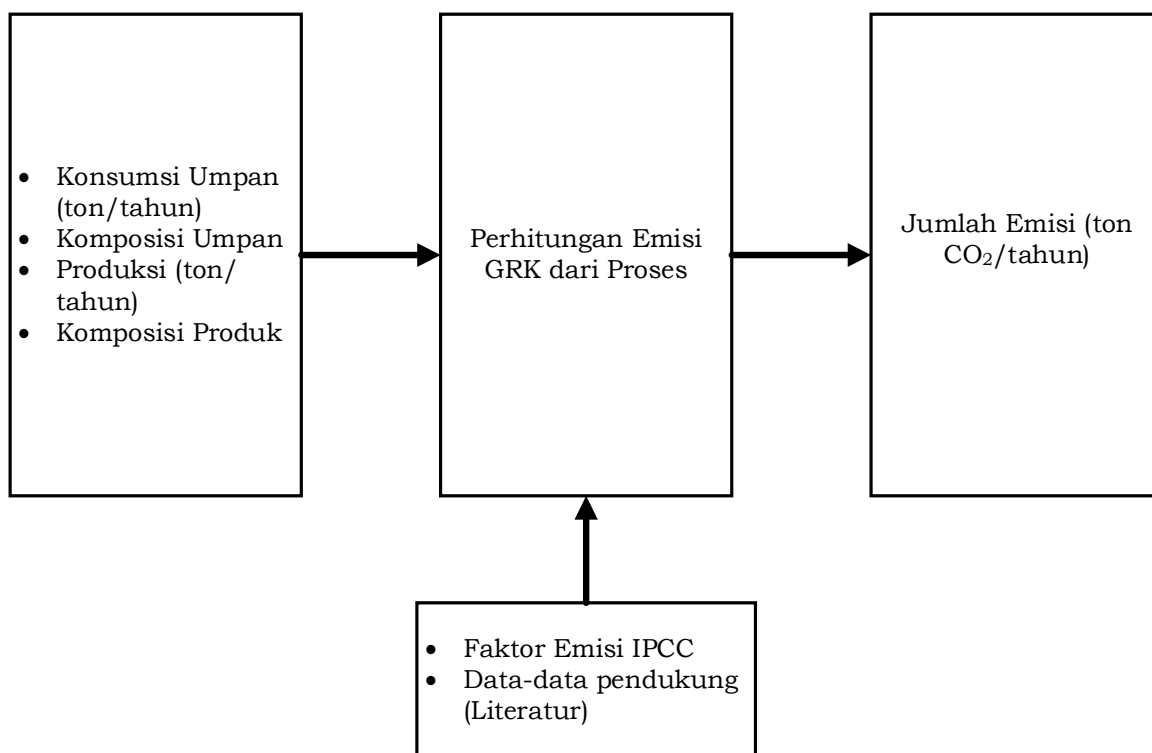 • Konsumsi Umpan
(ton/tahun)
• Komposisi Umpan
• Produksi (ton/
tahun)
• Komposisi Produk
Perhitungan Emisi
GRK dari Proses
Jumlah Emisi (ton
CO₂/tahun)
• Faktor Emisi IPCC
• Data-data pendukung
(Literatur)